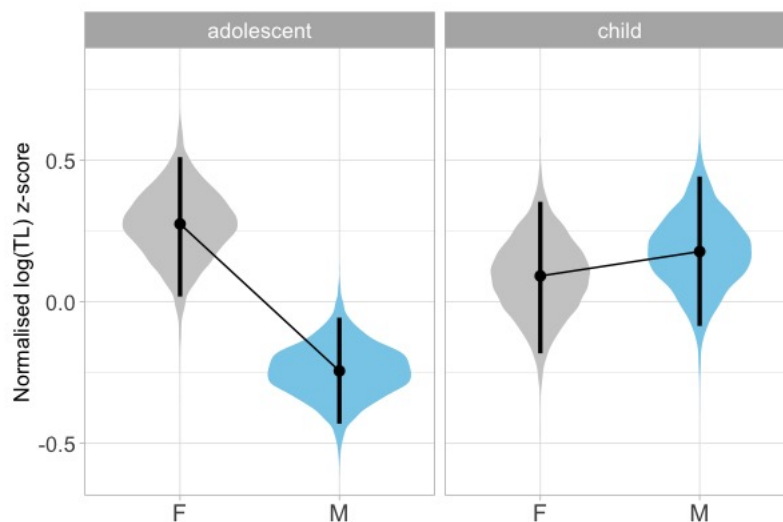 adolescent
child
Normalised log(TL) z-score
0.5
0.0
-0.5
F
M
F
M